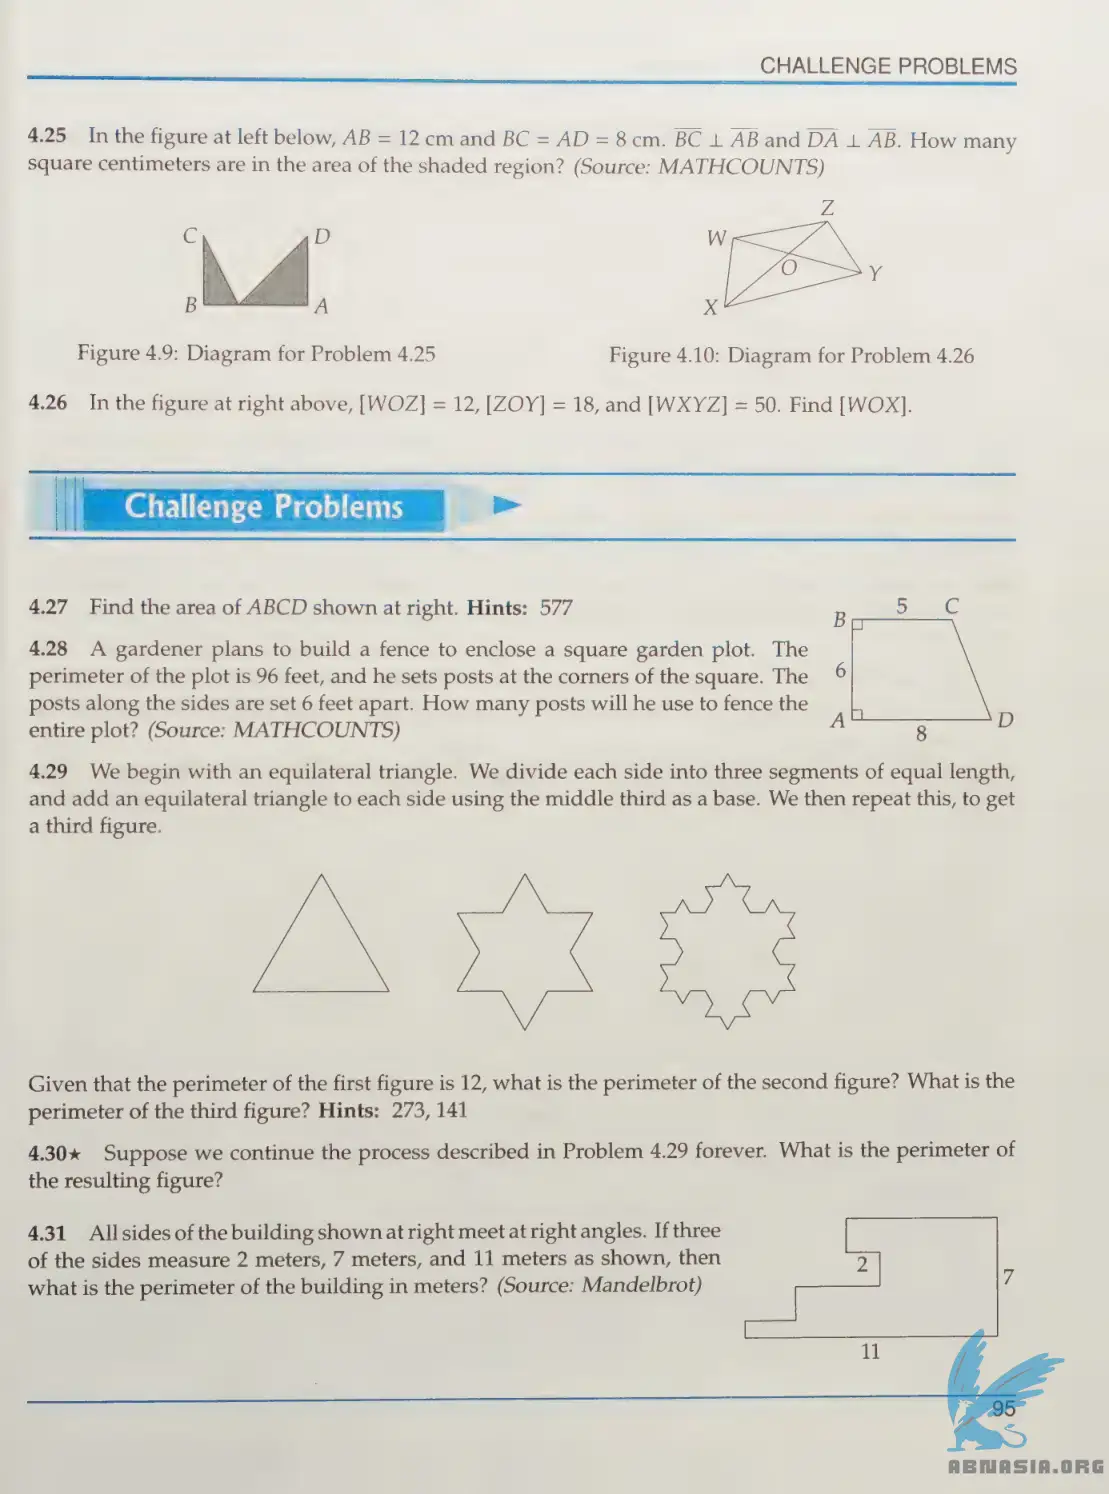 CHALLENGE PROBLEMS
4.25 In the figure at left below, AB = 12 cm and BC = AD = 8 cm. BC ⊥ AB and DA ⊥ AB. How many
square centimeters are in the area of the shaded region? (Source: MATHCOUNTS)
C D
B A
Z
W
O
Y
X
Figure 4.9: Diagram for Problem 4.25
Figure 4.10: Diagram for Problem 4.26
4.26 In the figure at right above, [WOZ] = 12, [ZOY] = 18, and [WXYZ] = 50. Find [WOX].
Challenge Problems
4.27 Find the area of ABCD shown at right. Hints: 577
4.28 A gardener plans to build a fence to enclose a square garden plot. The
perimeter of the plot is 96 feet, and he sets posts at the corners of the square. The
posts along the sides are set 6 feet apart. How many posts will he use to fence the
entire plot? (Source: MATHCOUNTS)
B 5 C
6
A 8 D
4.29 We begin with an equilateral triangle. We divide each side into three segments of equal length,
and add an equilateral triangle to each side using the middle third as a base. We then repeat this, to get
a third figure.
Given that the perimeter of the first figure is 12, what is the perimeter of the second figure? What is the
perimeter of the third figure? Hints: 273, 141
4.30★ Suppose we continue the process described in Problem 4.29 forever. What is the perimeter of
the resulting figure?
4.31 All sides of the building shown at right meet at right angles. If three
of the sides measure 2 meters, 7 meters, and 11 meters as shown, then
what is the perimeter of the building in meters? (Source: Mandelbrot)
2
7
11
95
ABNASIA.ORG